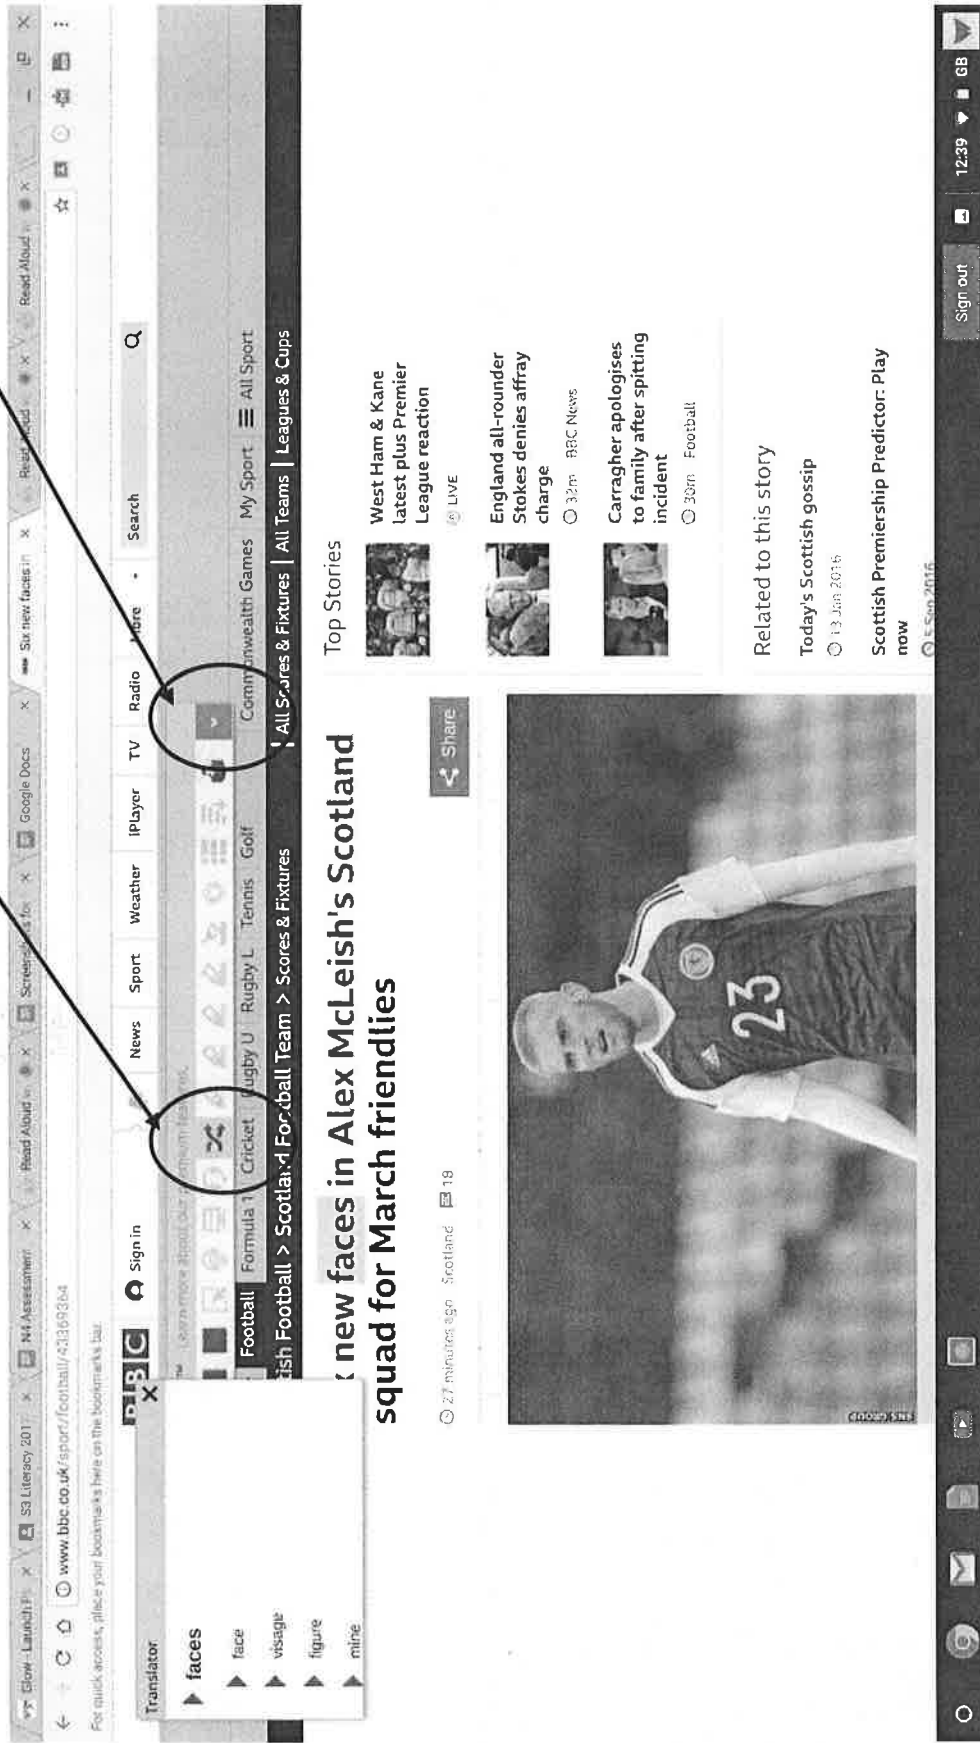 Glow - Launch P
S3 Literacy 201
N4 Assessment
Read Aloud
Screenshots for
Google Docs
Six new faces in
Read Aloud
Read Aloud
www.bbc.co.uk/sport/football/43369364
For quick access, place your bookmarks here on the bookmarks bar.
BBC
Sign in
News
Sport
Weather
iPlayer
TV
Radio
More
Search
Translator
faces
face
visage
figure
mine
Football
Formula 1
Cricket
Rugby U
Rugby L
Tennis
Golf
Commonwealth Games
My Sport
All Sport
ish Football > Scotland Football Team > Scores & Fixtures
All Scores & Fixtures | All Teams | Leagues & Cups
new faces in Alex McLeish's Scotland
squad for March friendlies
27 minutes ago Scotland 18
Share
23
SNS GROUP
Top Stories
West Ham & Kane
latest plus Premier
League reaction
LIVE
England all-rounder
Stokes denies affray
charge
32m BBC News
Carragher apologises
to family after spitting
incident
30m Football
Related to this story
Today's Scottish gossip
13 Jan 2016
Scottish Premiership Predictor: Play
now
5 Sep 2016
Sign out
12:39
GB